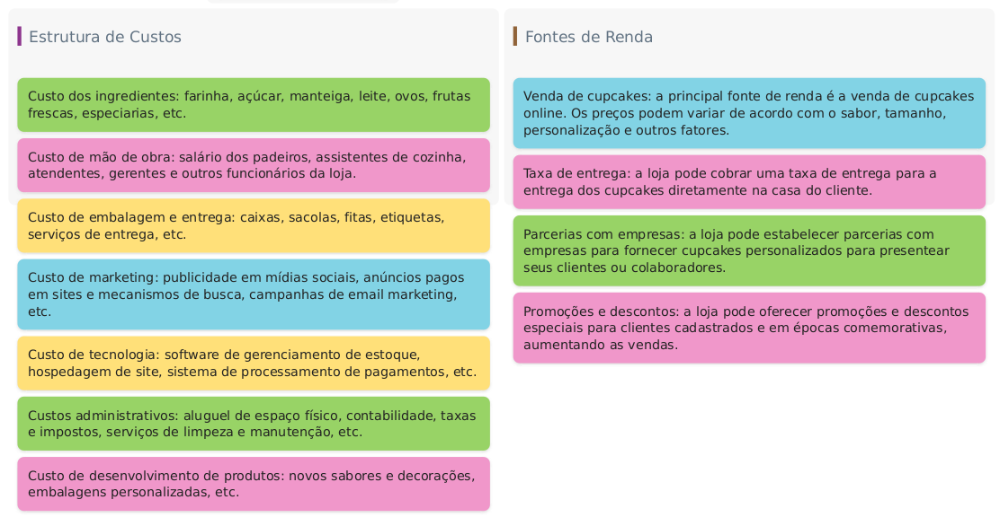 Estrutura de Custos
Custo dos ingredientes: farinha, açúcar, manteiga, leite, ovos, frutas
frescas, especiarias, etc.
Custo de mão de obra: salário dos padeiros, assistentes de cozinha,
atendentes, gerentes e outros funcionários da loja.
Custo de embalagem e entrega: caixas, sacolas, fitas, etiquetas,
serviços de entrega, etc.
Custo de marketing: publicidade em mídias sociais, anúncios pagos
em sites e mecanismos de busca, campanhas de email marketing,
etc.
Custo de tecnologia: software de gerenciamento de estoque,
hospedagem de site, sistema de processamento de pagamentos, etc.
Custos administrativos: aluguel de espaço físico, contabilidade, taxas
e impostos, serviços de limpeza e manutenção, etc.
Custo de desenvolvimento de produtos: novos sabores e decorações,
embalagens personalizadas, etc.
Fontes de Renda
Venda de cupcakes: a principal fonte de renda é a venda de cupcakes
online. Os preços podem variar de acordo com o sabor, tamanho,
personalização e outros fatores.
Taxa de entrega: a loja pode cobrar uma taxa de entrega para a
entrega dos cupcakes diretamente na casa do cliente.
Parcerias com empresas: a loja pode estabelecer parcerias com
empresas para fornecer cupcakes personalizados para presentear
seus clientes ou colaboradores.
Promoções e descontos: a loja pode oferecer promoções e descontos
especiais para clientes cadastrados e em épocas comemorativas,
aumentando as vendas.